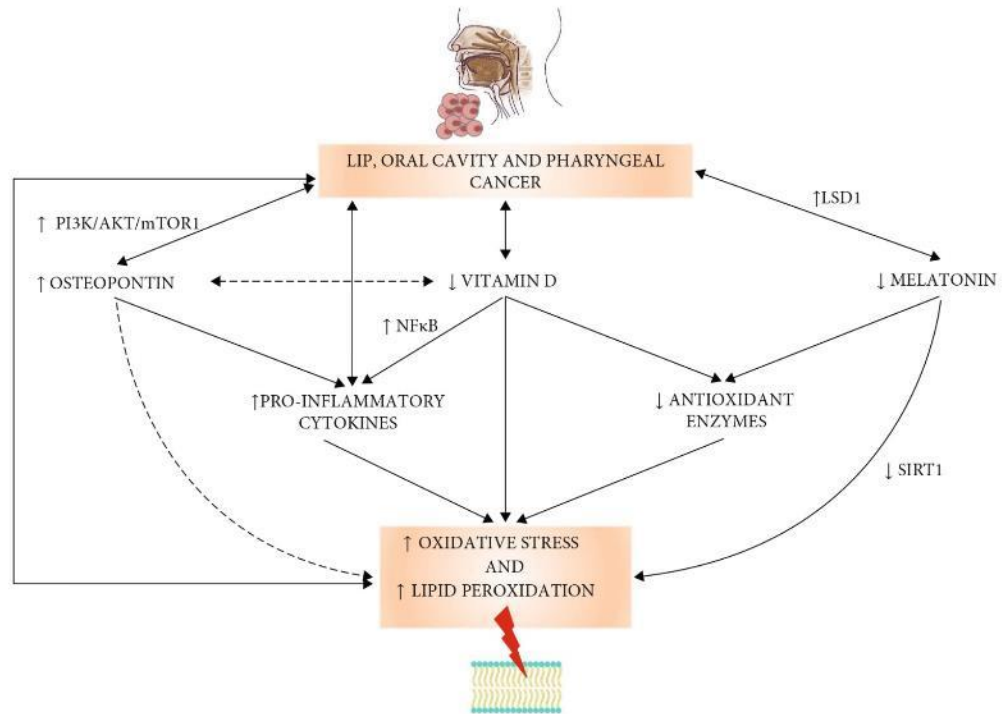 LIP, ORAL CAVITY AND PHARYNGEAL
CANCER
↑LSD1
↑ PI3K/AKT/mTOR1
↑ OSTEOPONTIN
↓ VITAMIN D
↓ MELATONIN
↑ NFκB
↑PRO-INFLAMMATORY
CYTOKINES
↓ ANTIOXIDANT
ENZYMES
↓ SIRT1
↑ OXIDATIVE STRESS
AND
↑ LIPID PEROXIDATION